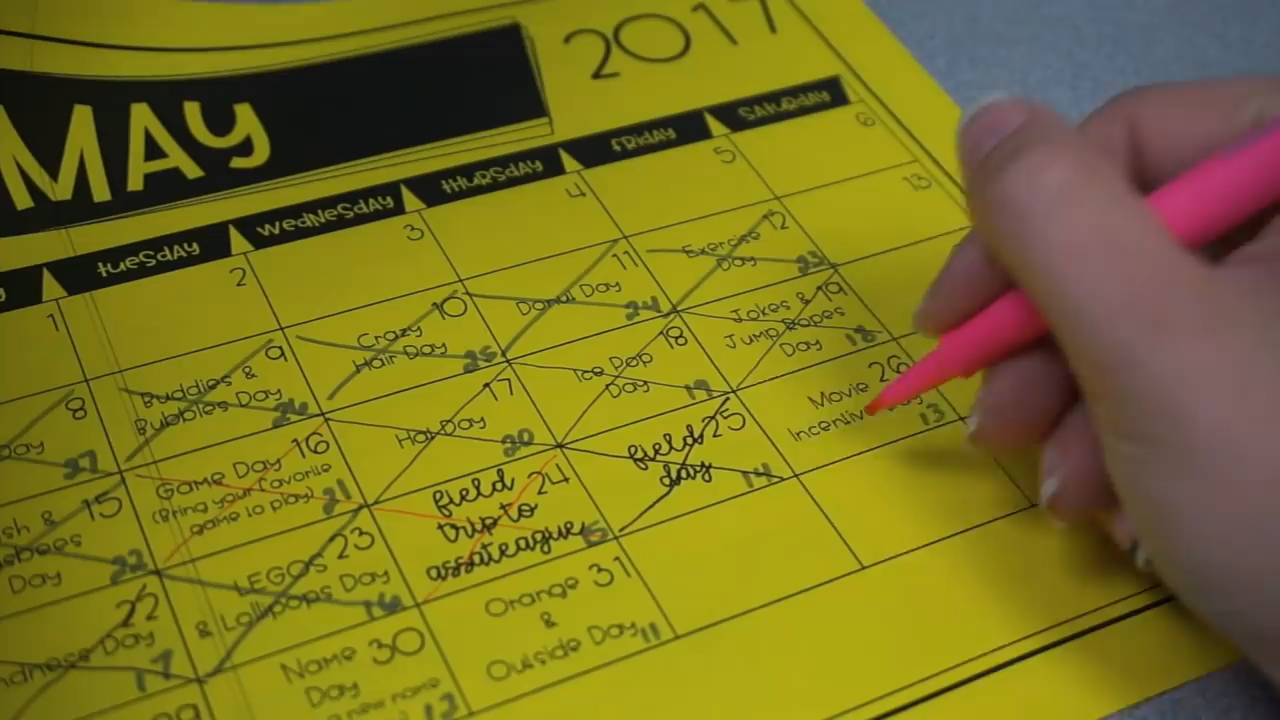 MAY
2017
TUESDAY WEDNESDAY THURSDAY FRIDAY SATURDAY
1 2 3 4 5 6
8
Day
27
9
Buddies &
Bubbles Day
26
10
Crazy
Hair Day
25
11
Donut Day
24
12
Exercise
Day
23
13
15
Day
22
16
Game Day
(Bring your favorite
game to play)
21
17
Hat Day
20
18
Ice Pop
Day
19
19
Jokes &
Jump Ropes
Day
18
22
Day
17
23
LEGOS
& Lollipops Day
16
24
field
trip to
assateague
15
25
field
day
14
26
Movie
Incentive Day
13
30
Name
Day
new name
12
31
Orange
&
Outside Day
11